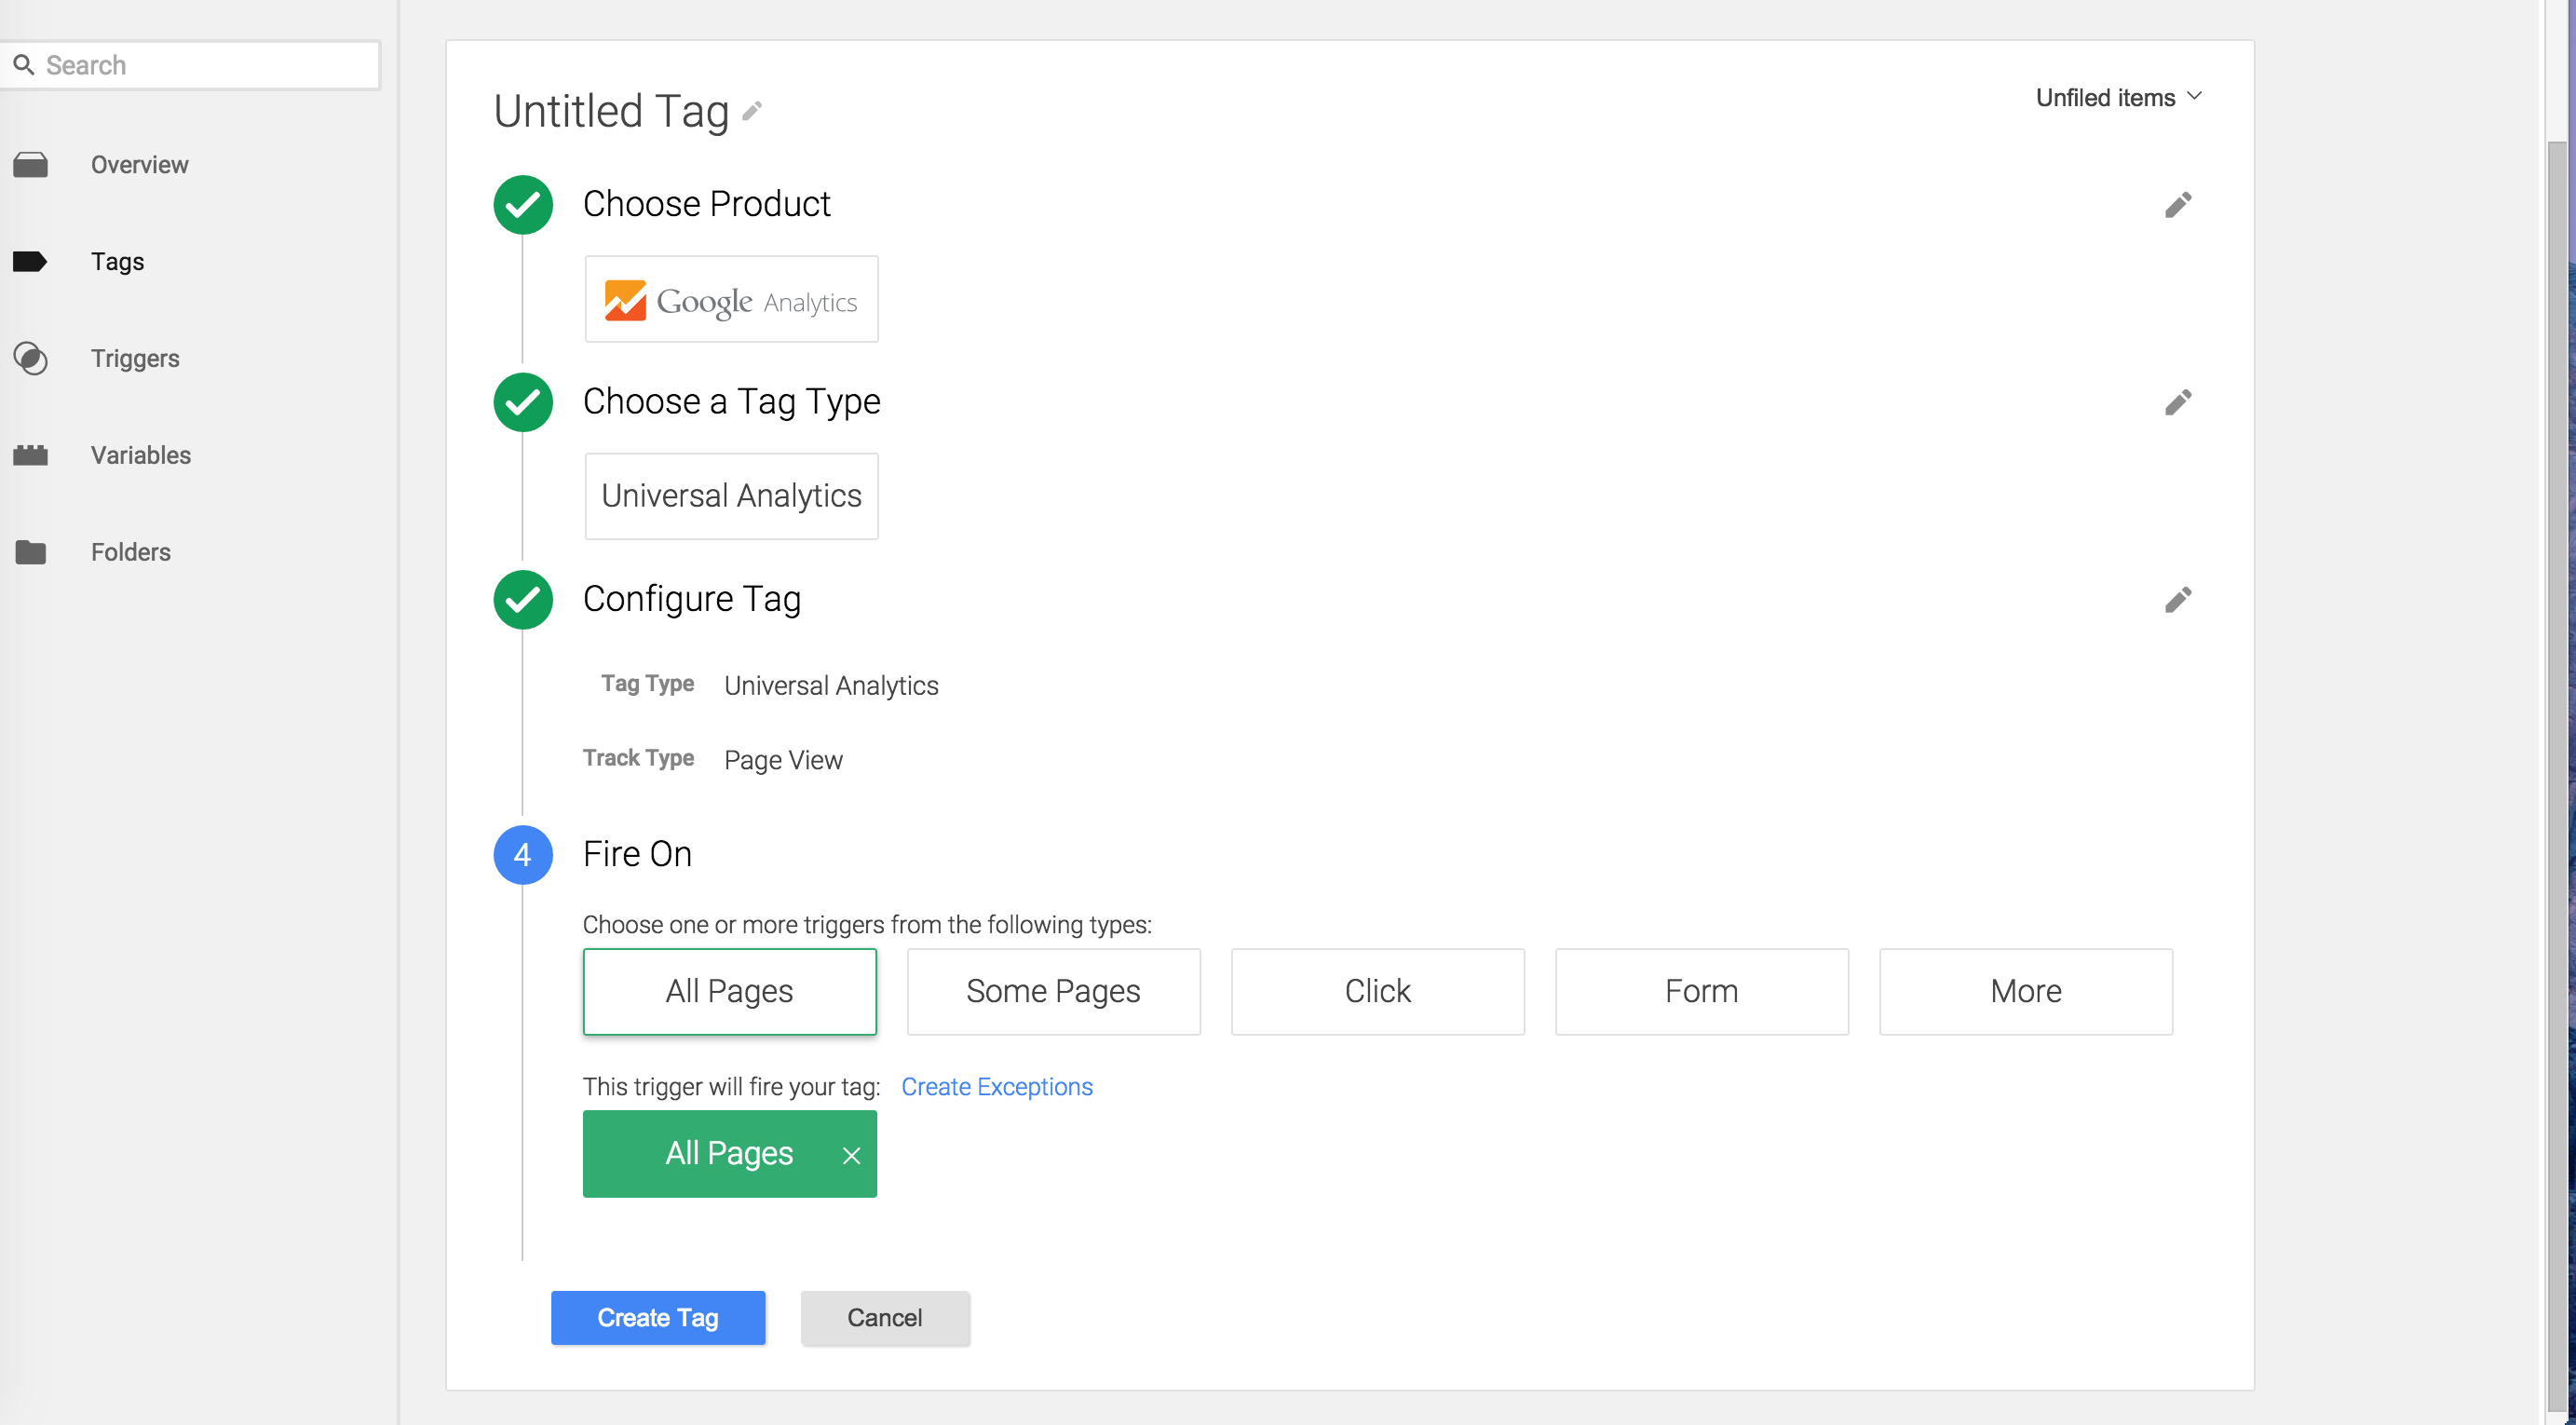 Search
Overview
Tags
Triggers
Variables
Folders
Untitled Tag
Unfiled items
Choose Product
Google Analytics
Choose a Tag Type
Universal Analytics
Configure Tag
Tag Type Universal Analytics
Track Type Page View
4 Fire On
Choose one or more triggers from the following types:
All Pages Some Pages Click Form More
This trigger will fire your tag: Create Exceptions
All Pages
Create Tag Cancel